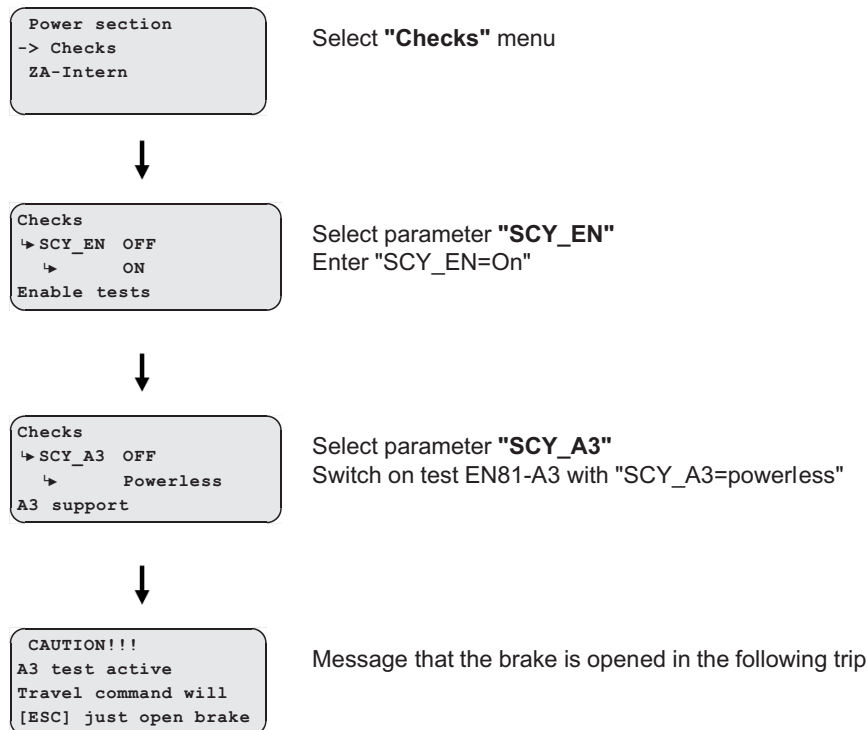 Power section
-> Checks
ZA-Intern
Select "Checks" menu
Checks
↳ SCY_EN OFF
↳ ON
Enable tests
Select parameter "SCY_EN"
Enter "SCY_EN=On"
Checks
↳ SCY_A3 OFF
↳ Powerless
A3 support
Select parameter "SCY_A3"
Switch on test EN81-A3 with "SCY_A3=powerless"
CAUTION!!!
A3 test active
Travel command will
[ESC] just open brake
Message that the brake is opened in the following trip